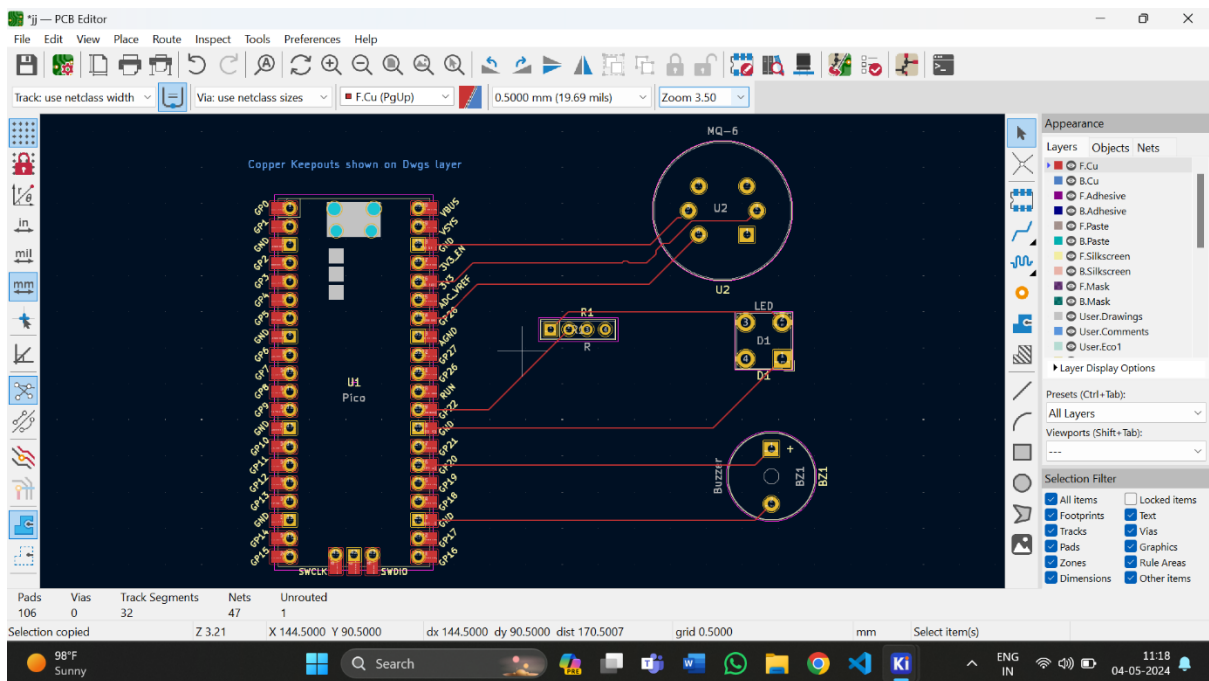 *jj — PCB Editor
File Edit View Place Route Inspect Tools Preferences Help
Track: use netclass width Via: use netclass sizes F.Cu (PgUp) 0.5000 mm (19.69 mils) Zoom 3.50
in
mil
mm
Copper Keepouts shown on Dwgs layer
MQ-6
U2
U2
GP0
GP1
GND
GP2
GP3
GP4
GP5
GND
GP6
GP7
GP8
GP9
GND
GP10
GP11
GP12
GP13
GND
GP14
GP15
U1
Pico
VBUS
VSYS
GND
3V3_EN
3V3
ADC_VREF
GP28
AGND
GP27
GP26
RUN
GP22
GND
GP21
GP20
GP19
GP18
GND
GP17
GP16
SWCLK SWDIO
R1
R
LED
3
D1
4
D1
Buzzer
+
BZ1
BZ1
Appearance
Layers Objects Nets
F.Cu
B.Cu
F.Adhesive
B.Adhesive
F.Paste
B.Paste
F.Silkscreen
B.Silkscreen
F.Mask
B.Mask
User.Drawings
User.Comments
User.Eco1
Layer Display Options
Presets (Ctrl+Tab):
All Layers
Viewports (Shift+Tab):
---
Selection Filter
All items Locked items
Footprints Text
Tracks Vias
Pads Graphics
Zones Rule Areas
Dimensions Other items
Pads Vias Track Segments Nets Unrouted
106 0 32 47 1
Selection copied Z 3.21 X 144.5000 Y 90.5000 dx 144.5000 dy 90.5000 dist 170.5007 grid 0.5000 mm Select item(s)
98°F
Sunny
Search
PRE
W
Ki
ENG
IN
11:18
04-05-2024